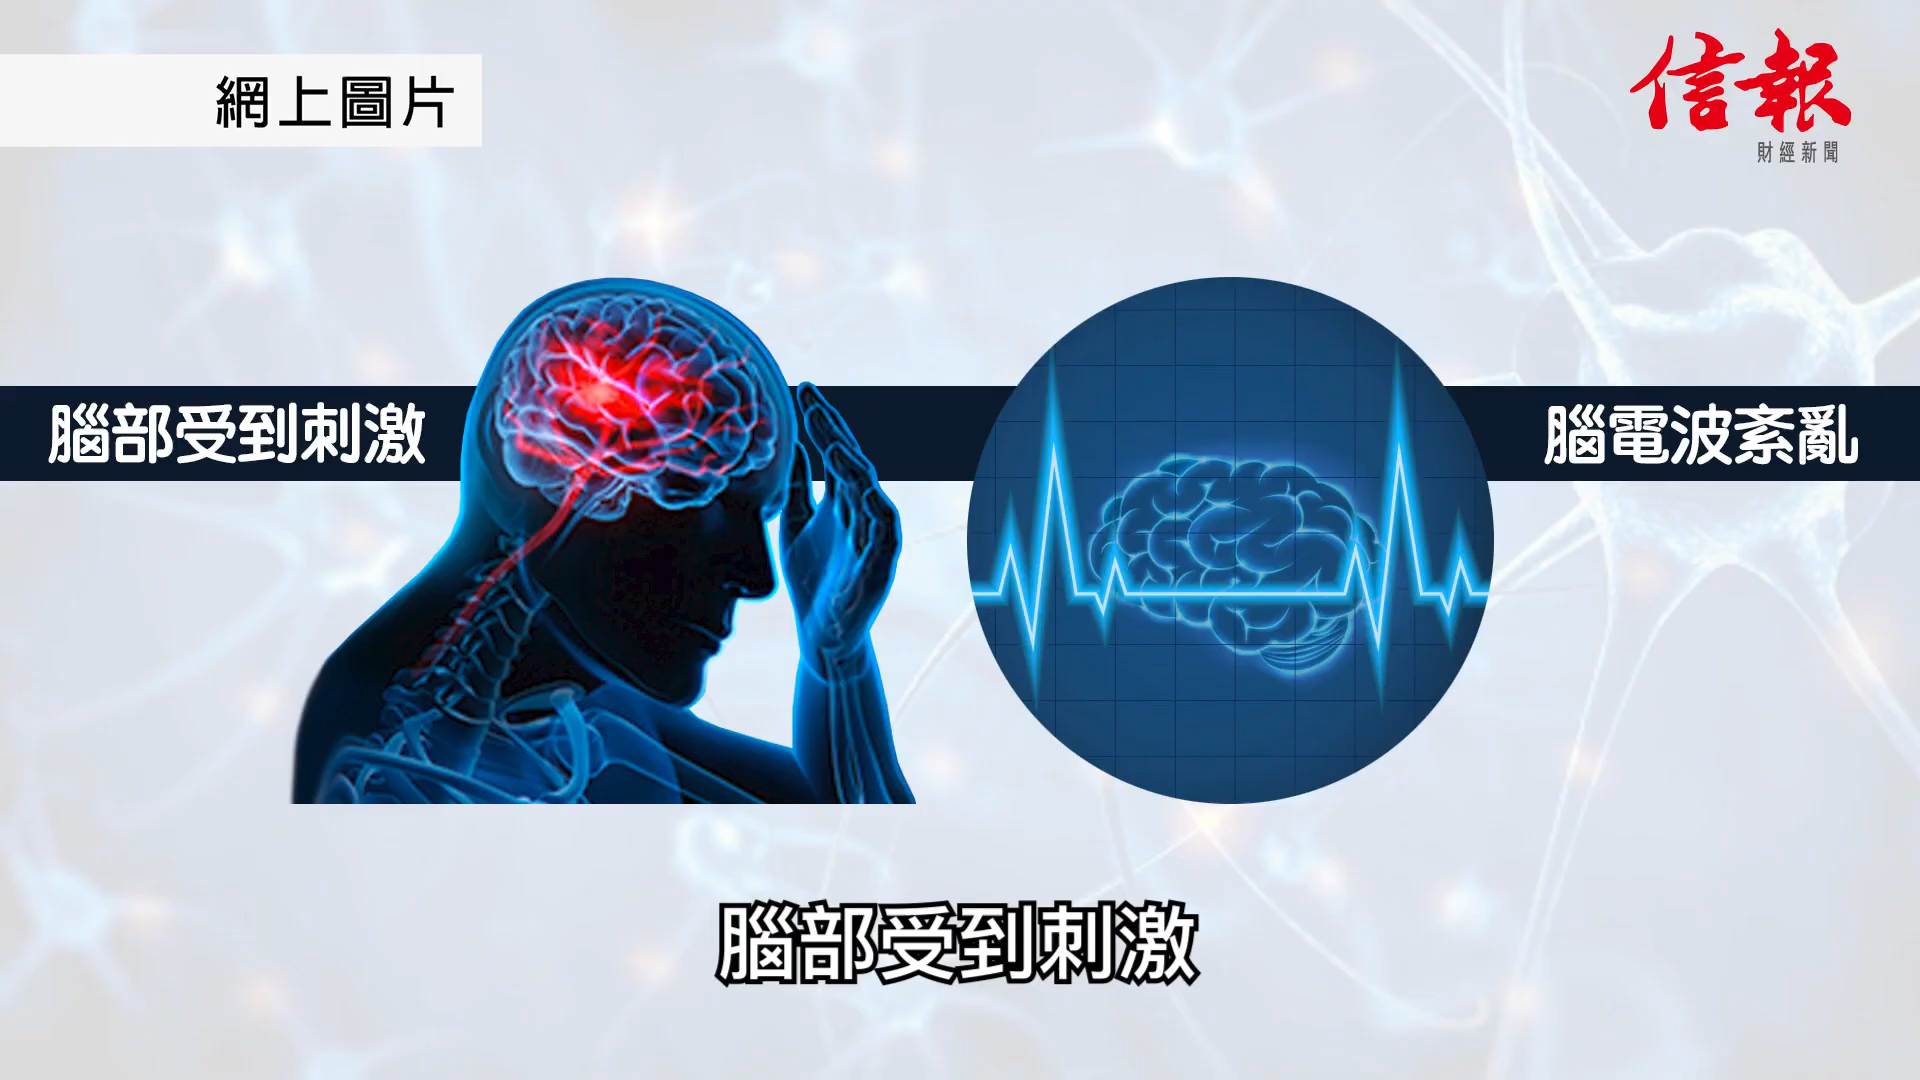 網上圖片
信報
財經新聞
腦部受到刺激
腦電波紊亂
腦部受到刺激